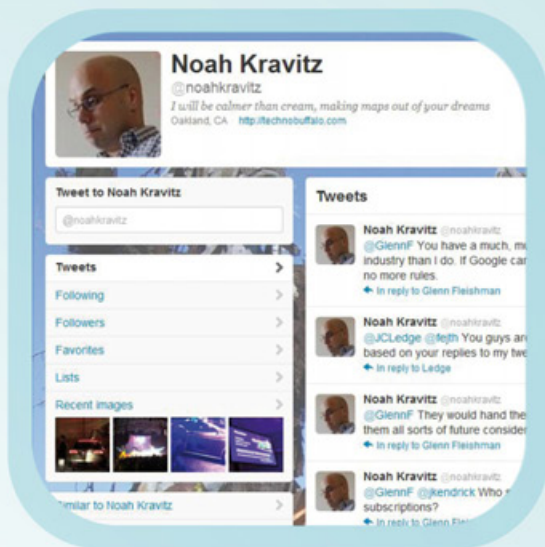 Noah Kravitz
@noahkravitz
I will be calmer than cream, making maps out of your dreams
Oakland, CA http://technobuffalo.com
Tweet to Noah Kravitz
@noahkravitz
Tweets
Following
Followers
Favorites
Lists
Recent images
Similar to Noah Kravitz
Tweets
Noah Kravitz @noahkravitz
@GlennF You have a much,
industry than I do. If Google
no more rules.
In reply to Glenn Fleishman
Noah Kravitz @noahkravitz
@JCLedge @fejth You guys
based on your replies to my
In reply to Ledge
Noah Kravitz @noahkravitz
@GlennF They would hand
them all sorts of future
In reply to Glenn Fleishman
Noah Kravitz @noahkravitz
@GlennF @jkendrick Who
subscriptions?
In reply to Glenn